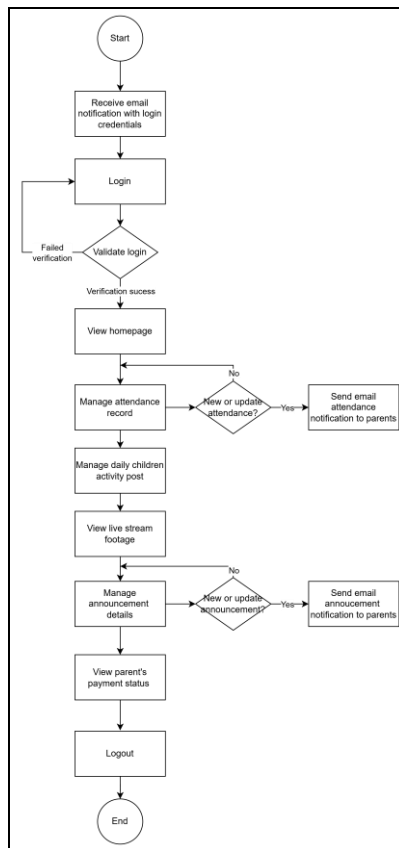 Start
Receive email
notification with login
credentials
Login
Failed
verification
Validate login
Verification sucess
View homepage
No
Manage attendance
record
New or update
attendance?
Yes
Send email
attendance
notification to parents
Manage daily children
activity post
View live stream
footage
No
Manage
announcement
details
New or update
announcement?
Yes
Send email
annoucement
notification to parents
View parent's
payment status
Logout
End